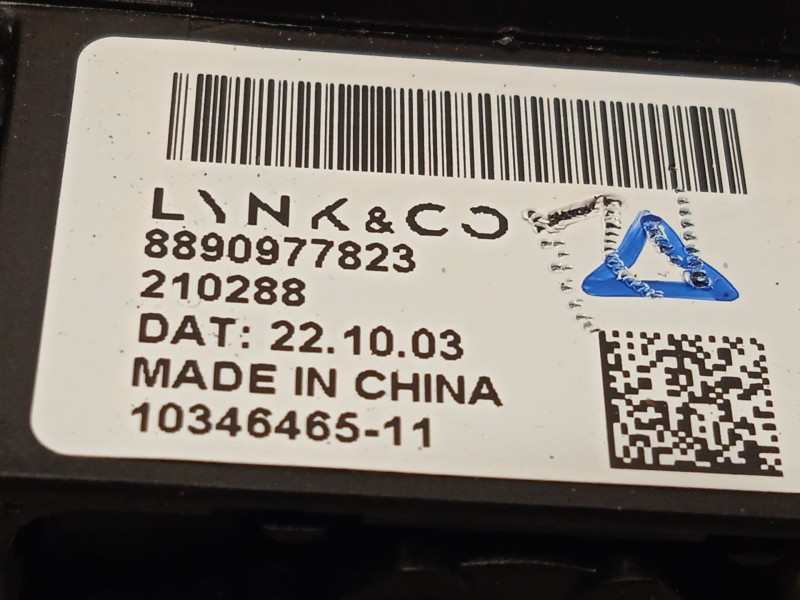 LYNK & CO
8890977823
210288
DAT: 22.10.03
MADE IN CHINA
10346465-11